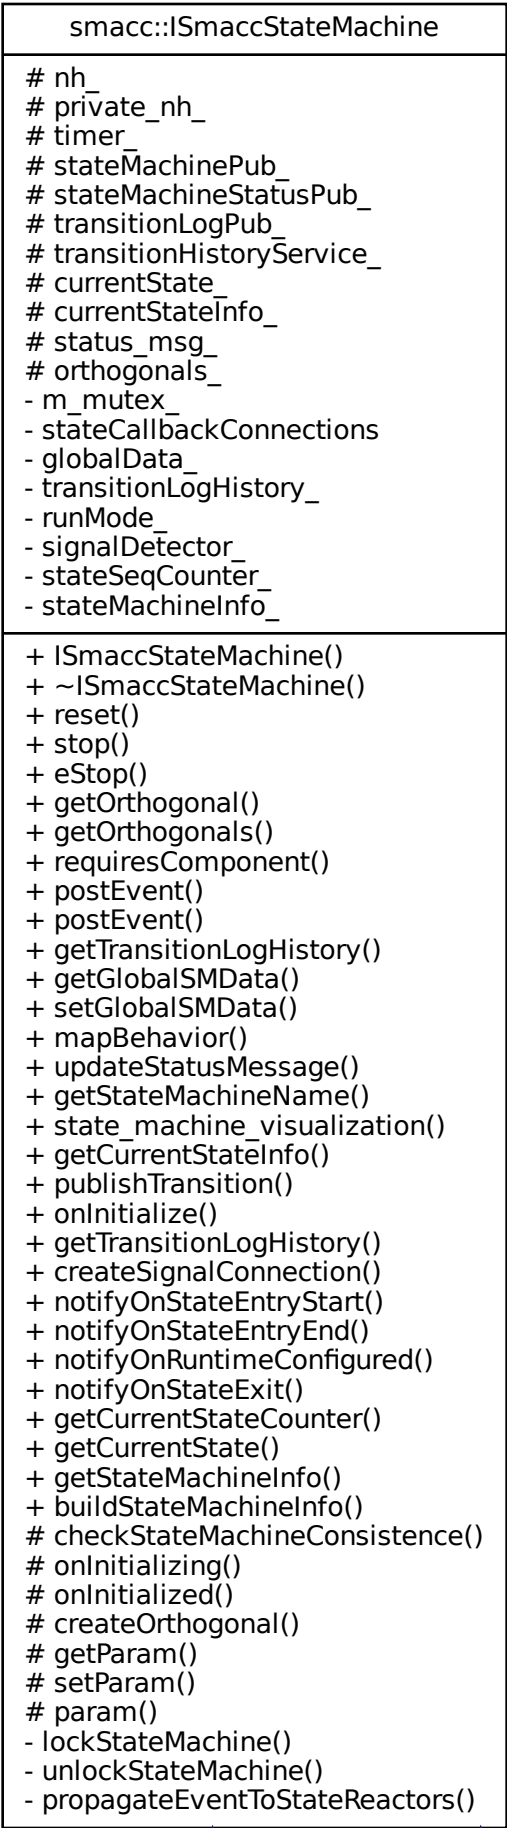 smacc::ISmaccStateMachine
# nh_
# private_nh_
# timer_
# stateMachinePub_
# stateMachineStatusPub_
# transitionLogPub_
# transitionHistoryService_
# currentState_
# currentStateInfo_
# status_msg_
# orthogonals_
- m_mutex_
- stateCallbackConnections
- globalData_
- transitionLogHistory_
- runMode_
- signalDetector_
- stateSeqCounter_
- stateMachineInfo_
+ ISmaccStateMachine()
+ ~ISmaccStateMachine()
+ reset()
+ stop()
+ eStop()
+ getOrthogonal()
+ getOrthogonals()
+ requiresComponent()
+ postEvent()
+ postEvent()
+ getTransitionLogHistory()
+ getGlobalSMData()
+ setGlobalSMData()
+ mapBehavior()
+ updateStatusMessage()
+ getStateMachineName()
+ state_machine_visualization()
+ getCurrentStateInfo()
+ publishTransition()
+ onInitialize()
+ getTransitionLogHistory()
+ createSignalConnection()
+ notifyOnStateEntryStart()
+ notifyOnStateEntryEnd()
+ notifyOnRuntimeConfigured()
+ notifyOnStateExit()
+ getCurrentStateCounter()
+ getCurrentState()
+ getStateMachineInfo()
+ buildStateMachineInfo()
# checkStateMachineConsistence()
# onInitializing()
# onInitialized()
# createOrthogonal()
# getParam()
# setParam()
# param()
- lockStateMachine()
- unlockStateMachine()
- propagateEventToStateReactors()